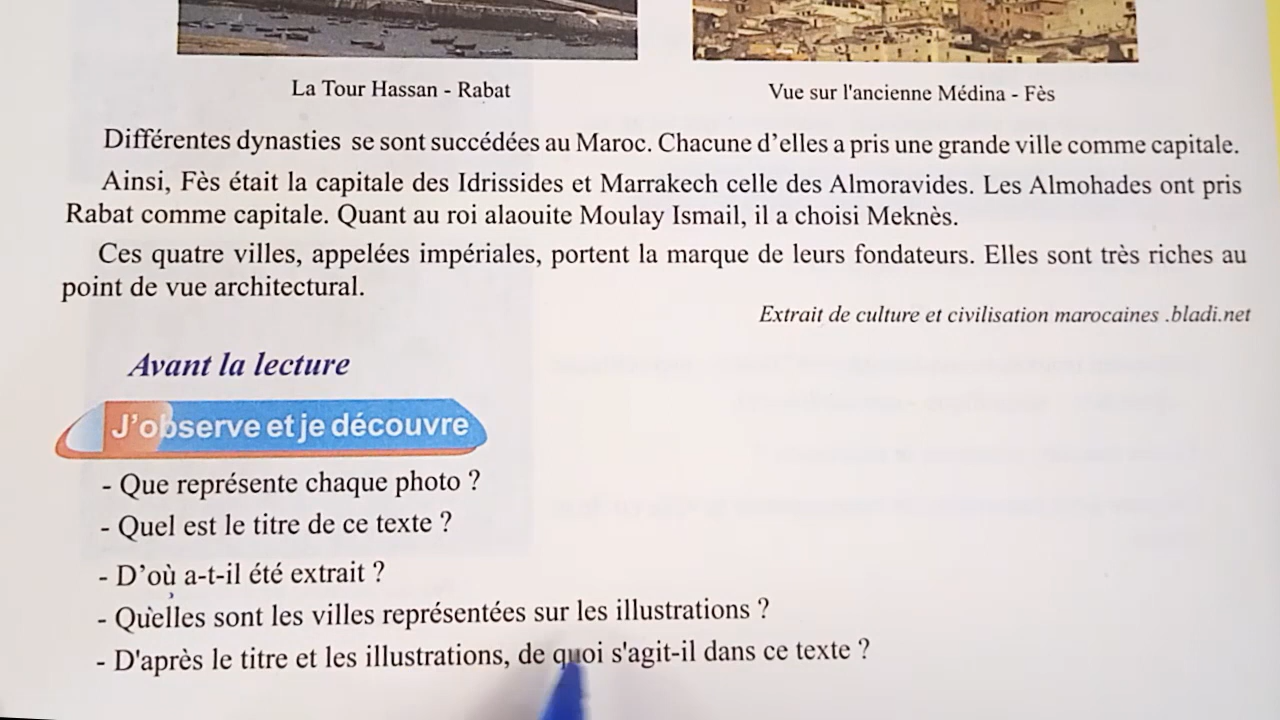 La Tour Hassan - Rabat
Vue sur l'ancienne Médina - Fès
Différentes dynasties se sont succédées au Maroc. Chacune d’elles a pris une grande ville comme capitale.
Ainsi, Fès était la capitale des Idrissides et Marrakech celle des Almoravides. Les Almohades ont pris
Rabat comme capitale. Quant au roi alaouite Moulay Ismail, il a choisi Meknès.
Ces quatre villes, appelées impériales, portent la marque de leurs fondateurs. Elles sont très riches au
point de vue architectural.
Extrait de culture et civilisation marocaines .bladi.net
Avant la lecture
J’observe et je découvre
- Que représente chaque photo ?
- Quel est le titre de ce texte ?
- D’où a-t-il été extrait ?
- Quelles sont les villes représentées sur les illustrations ?
- D'après le titre et les illustrations, de quoi s'agit-il dans ce texte ?